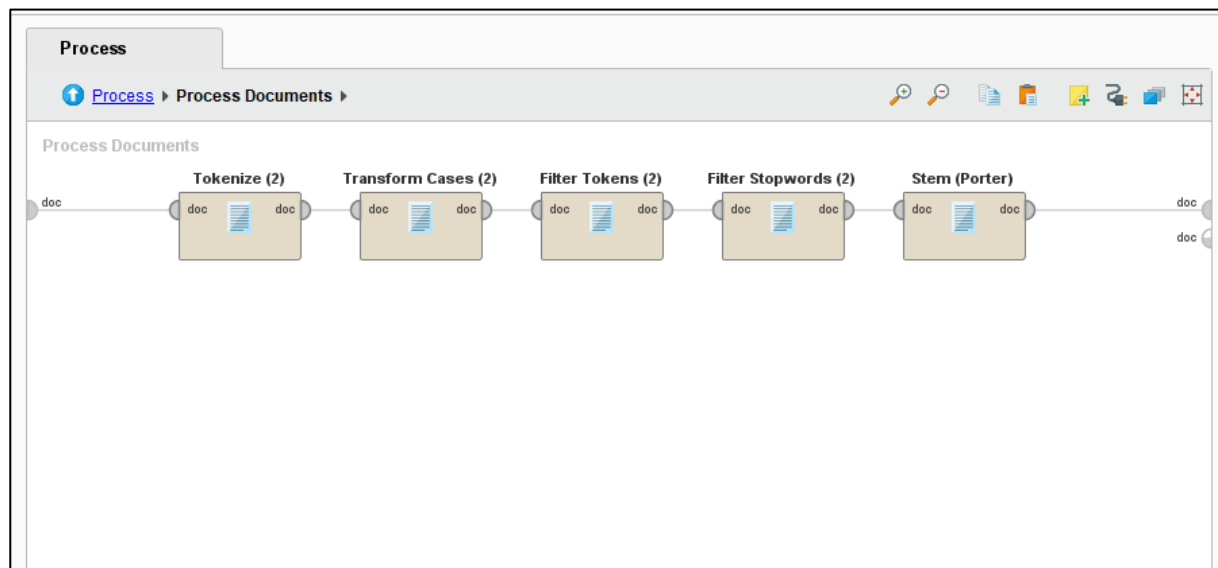 Process
Process Process Documents
Process Documents
Tokenize (2) Transform Cases (2) Filter Tokens (2) Filter Stopwords (2) Stem (Porter)
doc doc doc doc doc doc doc doc doc doc doc doc
doc